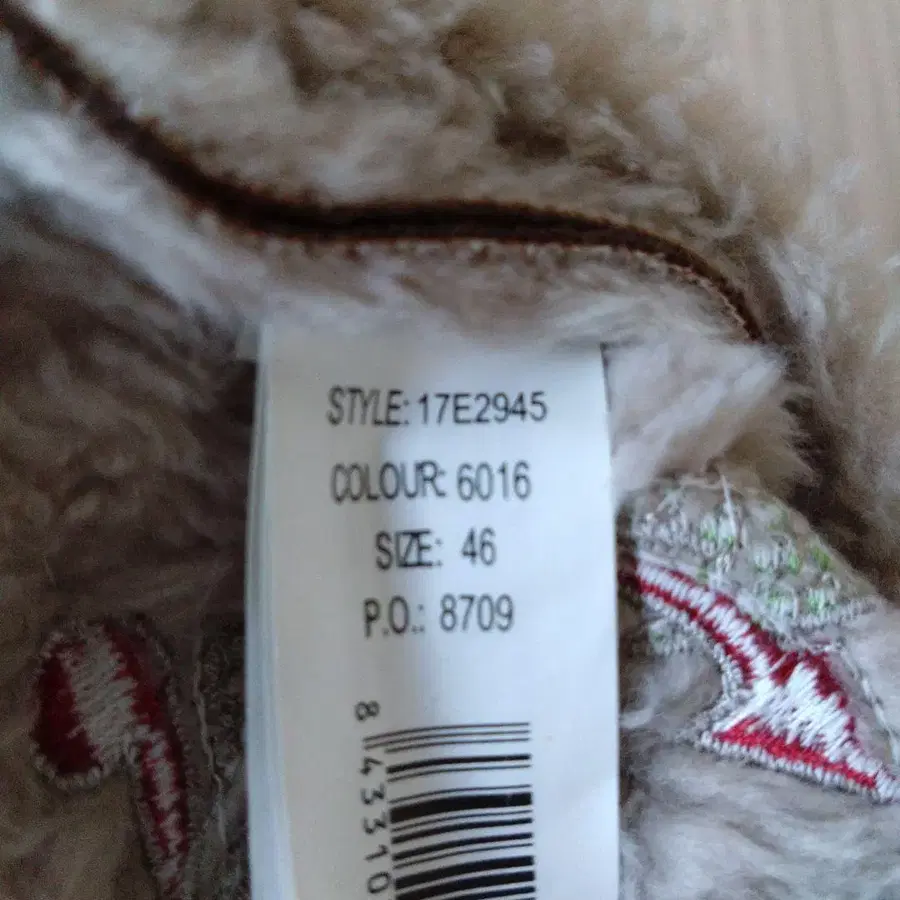 STYLE: 17E2945
COLOUR: 6016
SIZE: 46
P.O.: 8709
843310